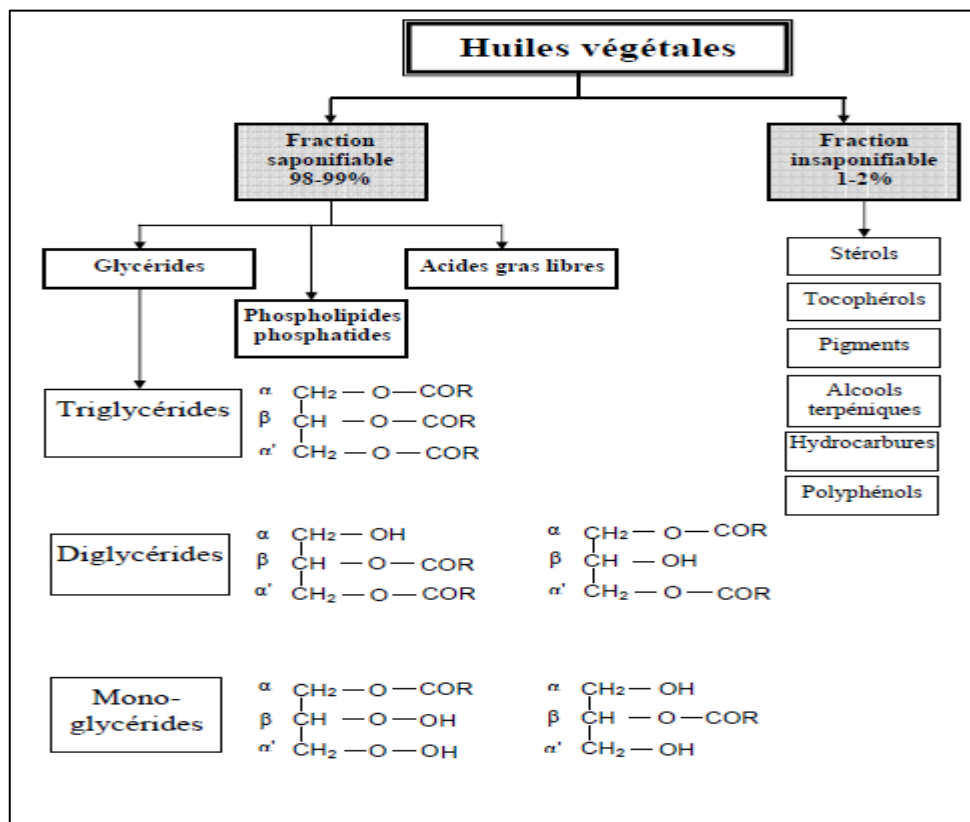 Huiles végétales
Fraction
saponifiable
98-99%
Fraction
insaponifiable
1-2%
Glycérides
Acides gras libres
Phospholipides
phosphatides
Stérols
Tocophérols
Pigments
Alcools
terpéniques
Hydrocarbures
Polyphénols
Triglycérides
α CH₂ — O — COR
β CH — O — COR
α' CH₂ — O — COR
Diglycérides
α CH₂ — OH
β CH — O — COR
α' CH₂ — O — COR
α CH₂ — O — COR
β CH — OH
α' CH₂ — O — COR
Mono-
glycérides
α CH₂ — O — COR
β CH — O — OH
α' CH₂ — O — OH
α CH₂ — OH
β CH — O — COR
α' CH₂ — OH